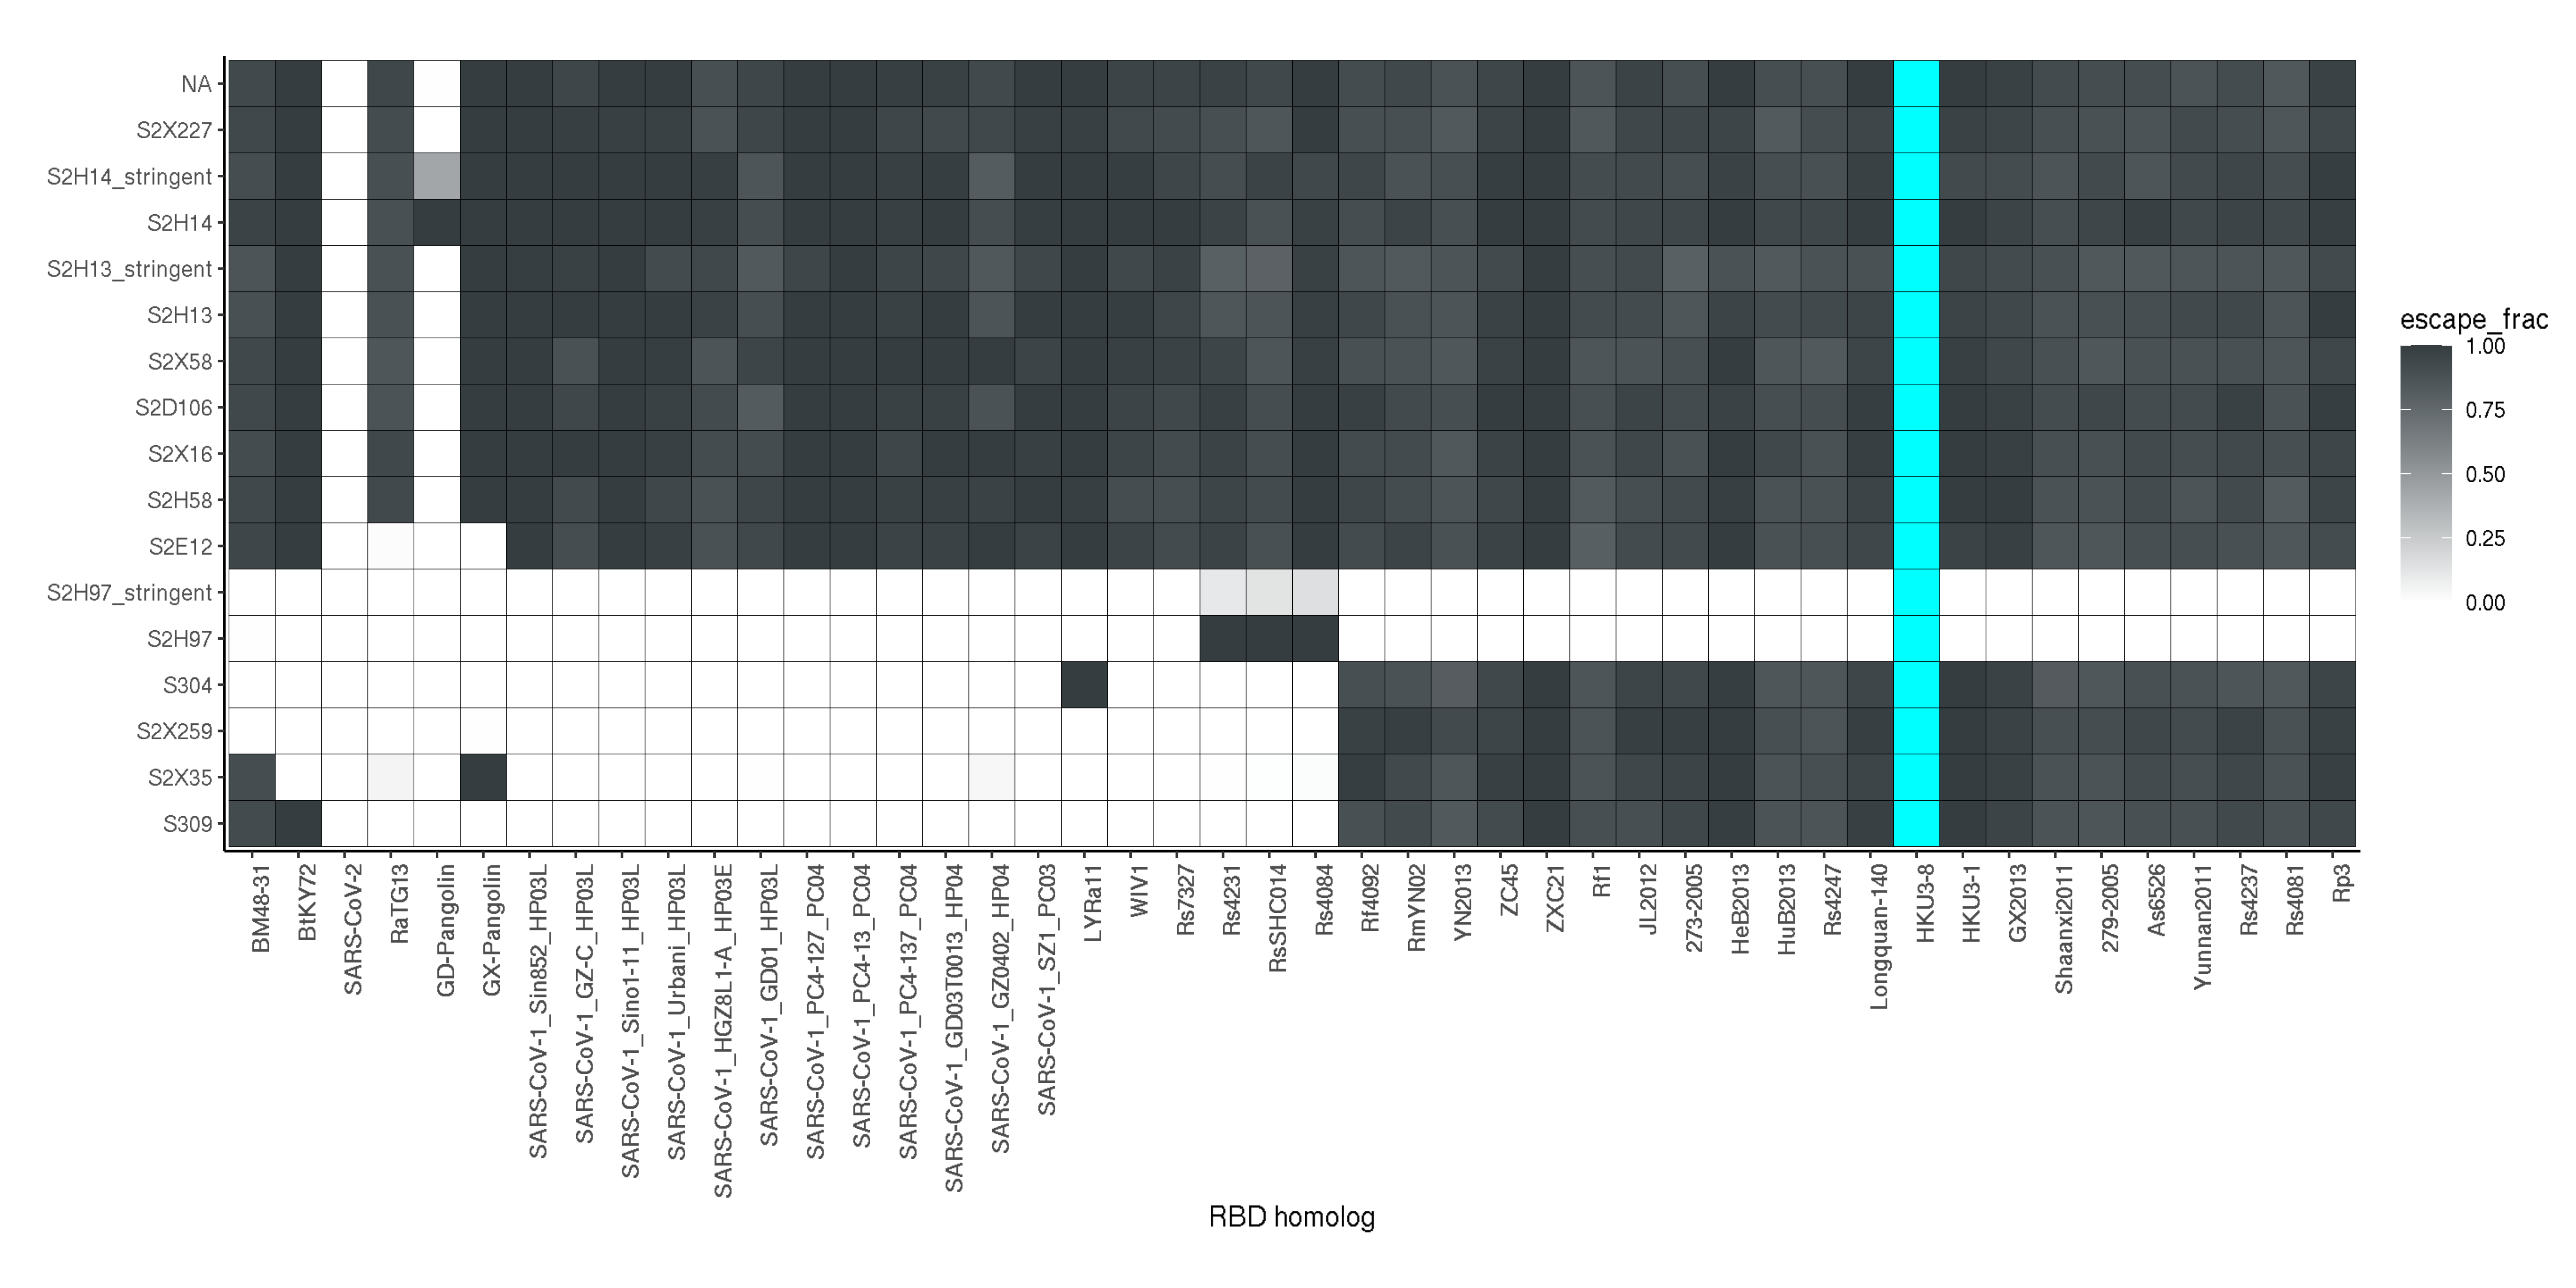 NA
S2X227
S2H14_stringent
S2H14
S2H13_stringent
S2H13
S2X58
S2D106
S2X16
S2H58
S2E12
S2H97_stringent
S2H97
S304
S2X259
S2X35
S309
BM48-31
BtKY72
SARS-CoV-2
RaTG13
GD-Pangolin
GX-Pangolin
SARS-CoV-1_Sin852_HP03L
SARS-CoV-1_GZ-C_HP03L
SARS-CoV-1_Sino1-11_HP03L
SARS-CoV-1_Urbani_HP03L
SARS-CoV-1_HGZ8L1-A_HP03E
SARS-CoV-1_GD01_HP03L
SARS-CoV-1_PC4-127_PC04
SARS-CoV-1_PC4-13_PC04
SARS-CoV-1_PC4-137_PC04
SARS-CoV-1_GD03T0013_HP04
SARS-CoV-1_GZ0402_HP04
SARS-CoV-1_SZ1_PC03
LYRa11
WIV1
Rs7327
Rs4231
RsSHC014
Rs4084
Rf4092
RmYN02
YN2013
ZC45
ZXC21
Rf1
JL2012
273-2005
HeB2013
HuB2013
Rs4247
Longquan-140
HKU3-8
HKU3-1
GX2013
Shaanxi2011
279-2005
As6526
Yunnan2011
Rs4237
Rs4081
Rp3
RBD homolog
escape_frac
1.00
0.75
0.50
0.25
0.00